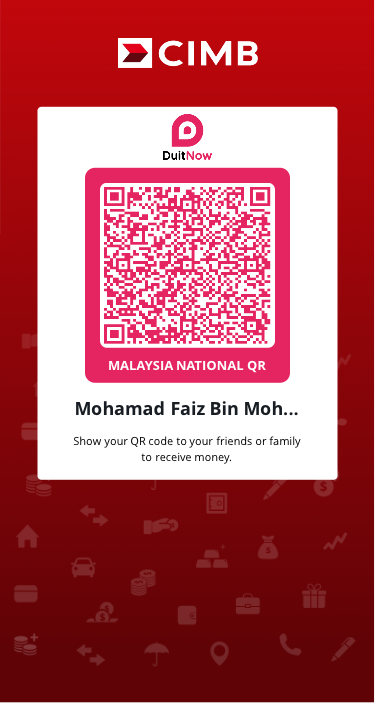 CIMB
DuitNow
MALAYSIA NATIONAL QR
Mohamad Faiz Bin Moh...
Show your QR code to your friends or family
to receive money.